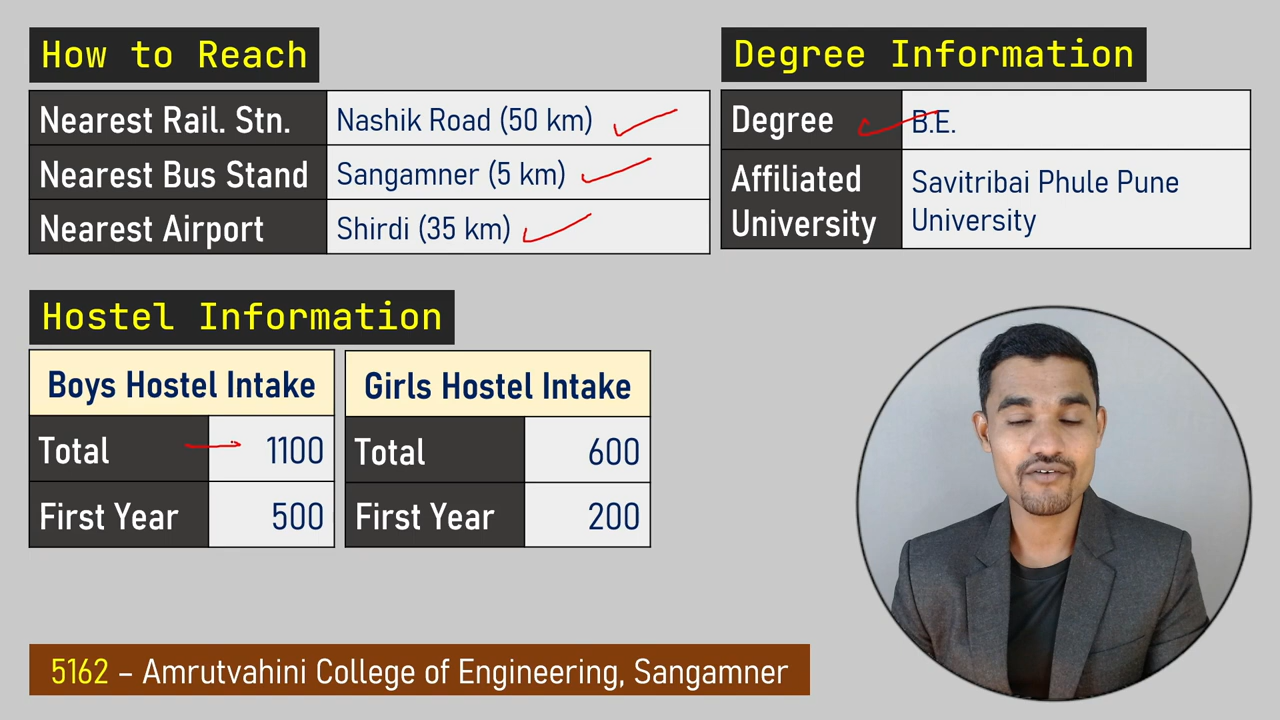 How to Reach
Nearest Rail. Stn. Nashik Road (50 km)
Nearest Bus Stand Sangamner (5 km)
Nearest Airport Shirdi (35 km)
Degree Information
Degree B.E.
Affiliated University Savitribai Phule Pune University
Hostel Information
Boys Hostel Intake
Total 1100
First Year 500
Girls Hostel Intake
Total 600
First Year 200
5162 – Amrutvahini College of Engineering, Sangamner